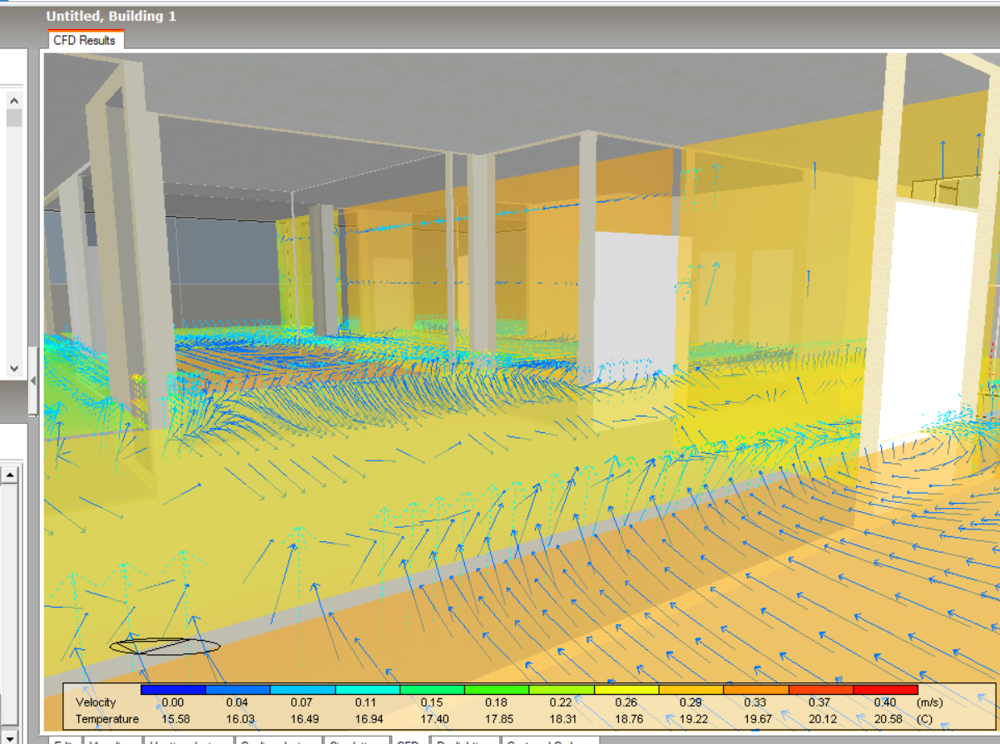 Untitled, Building 1
CFD Results
Velocity 0.00 0.04 0.07 0.11 0.15 0.18 0.22 0.26 0.29 0.33 0.37 0.40 (m/s)
Temperature 15.58 16.03 16.49 16.94 17.40 17.85 18.31 18.76 19.22 19.67 20.12 20.58 (C)